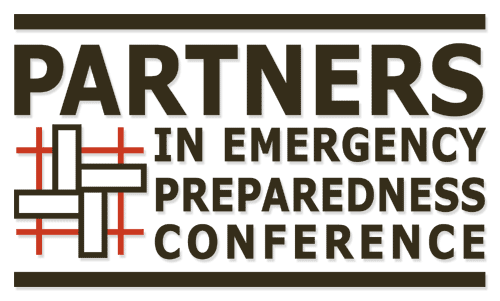 PARTNERS
IN EMERGENCY
PREPAREDNESS
CONFERENCE